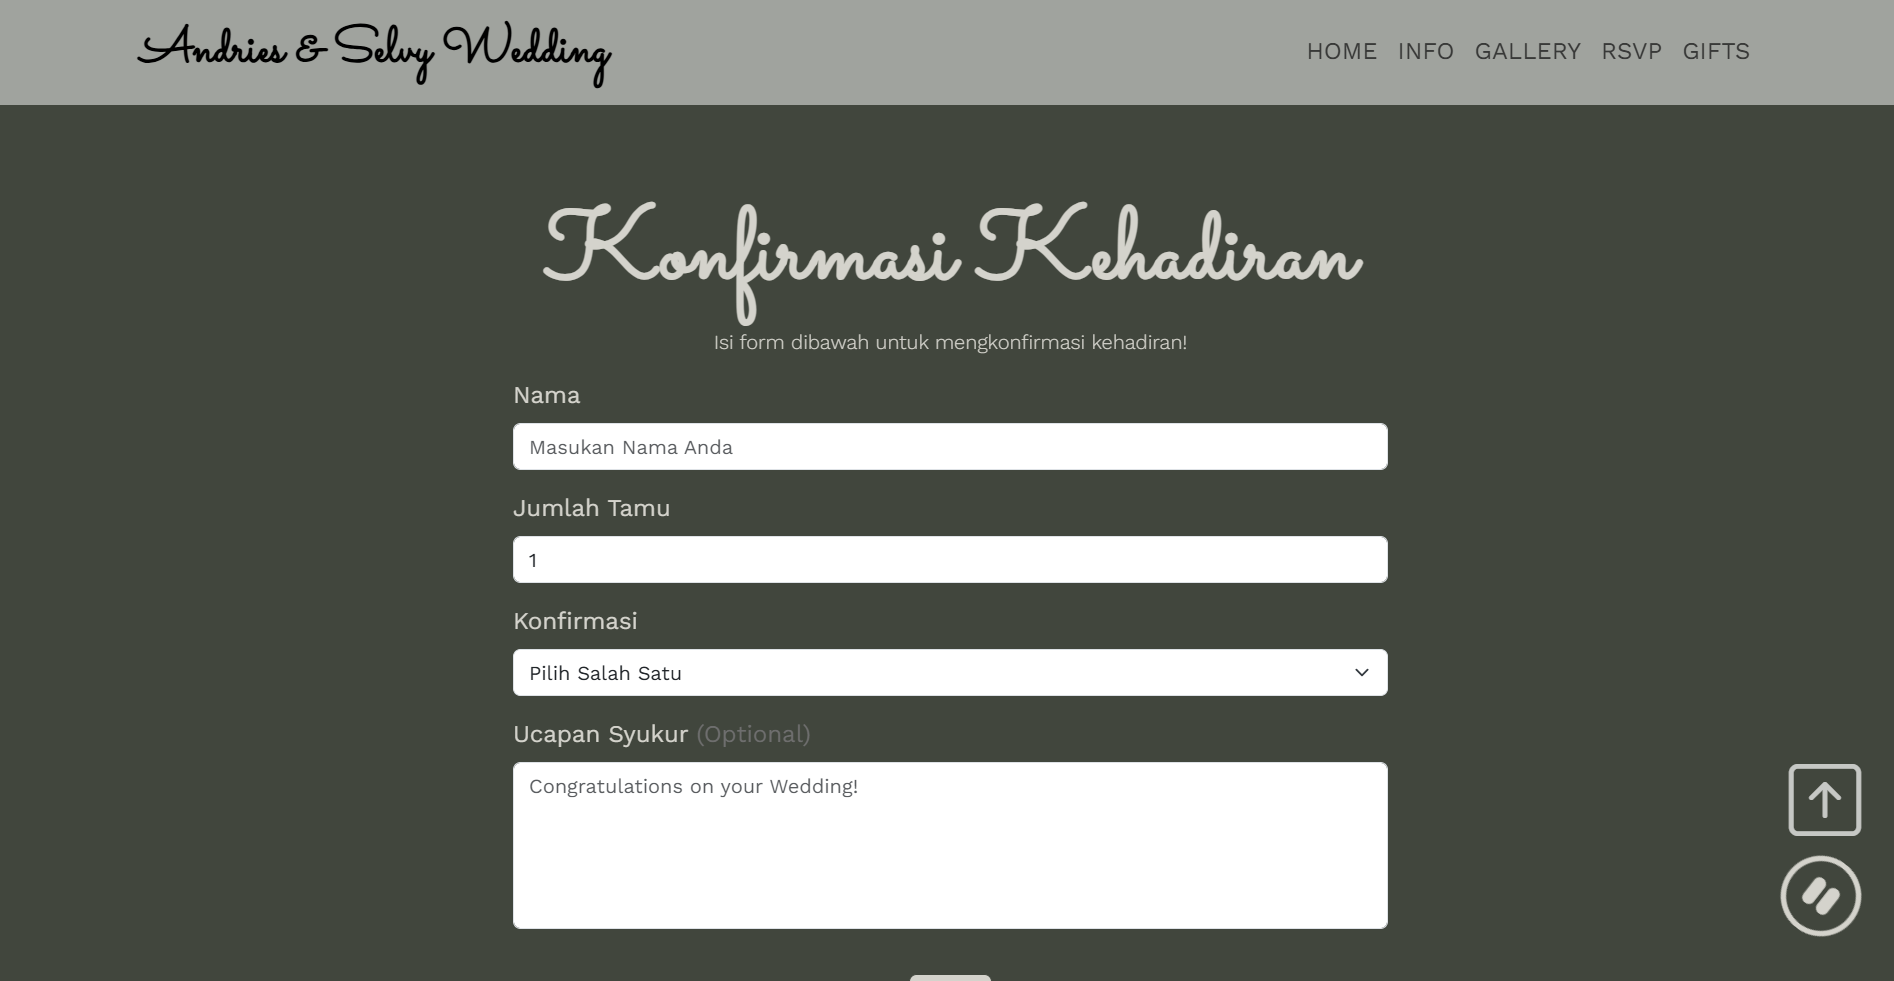 Andries & Selvy Wedding
HOME INFO GALLERY RSVP GIFTS
Konfirmasi Kehadiran
Isi form dibawah untuk mengkonfirmasi kehadiran!
Nama
Masukan Nama Anda
Jumlah Tamu
1
Konfirmasi
Pilih Salah Satu
Ucapan Syukur (Optional)
Congratulations on your Wedding!